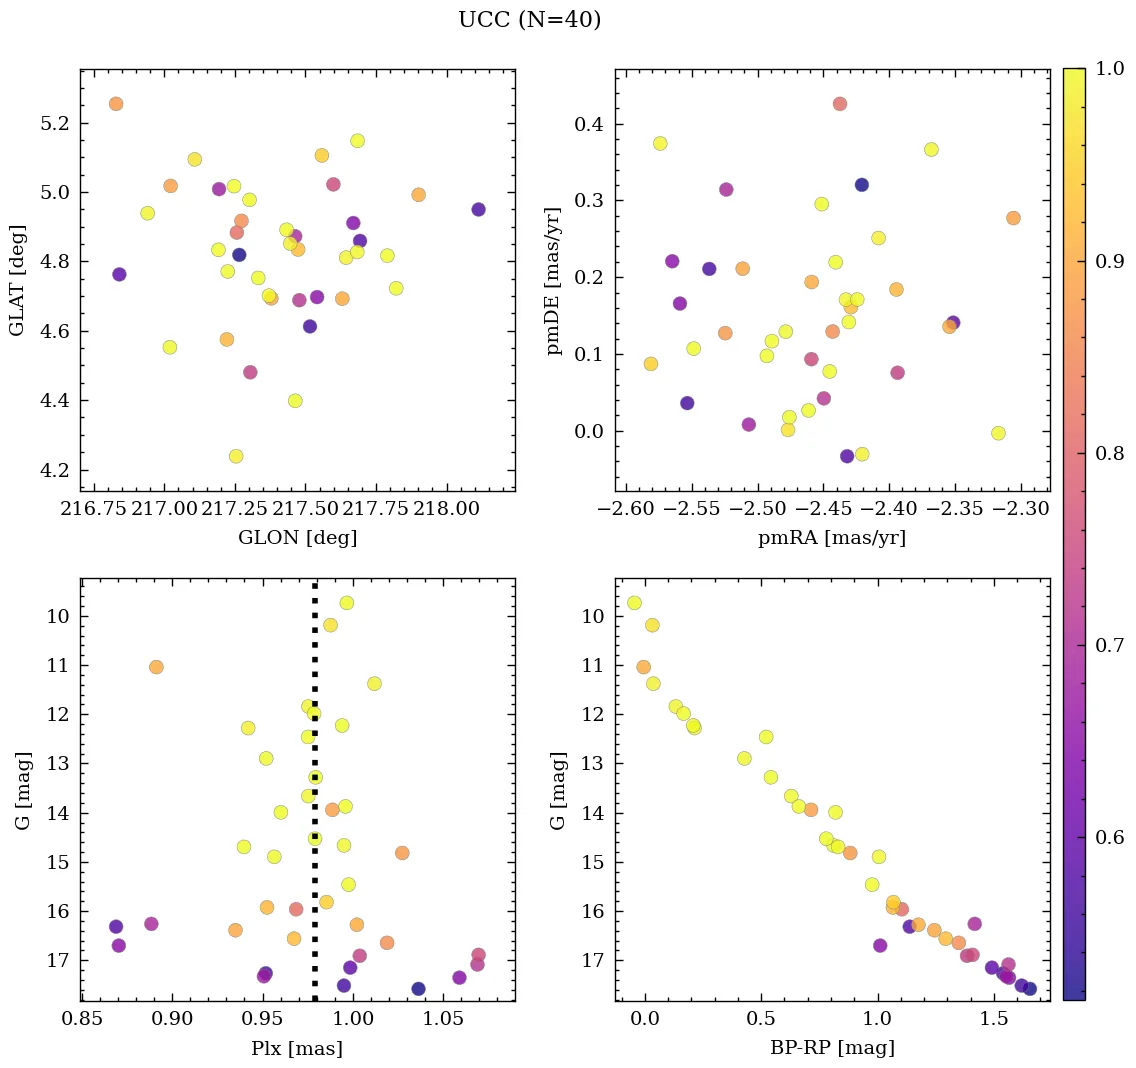 UCC (N=40)
5.2
5.0
4.8
4.6
4.4
4.2
GLAT [deg]
216.75 217.00 217.25 217.50 217.75 218.00
GLON [deg]
0.4
0.3
0.2
0.1
0.0
pmDE [mas/yr]
−2.60 −2.55 −2.50 −2.45 −2.40 −2.35 −2.30
pmRA [mas/yr]
1.0
0.9
0.8
0.7
0.6
10
11
12
13
14
15
16
17
G [mag]
0.85 0.90 0.95 1.00 1.05
Plx [mas]
10
11
12
13
14
15
16
17
G [mag]
0.0 0.5 1.0 1.5
BP-RP [mag]